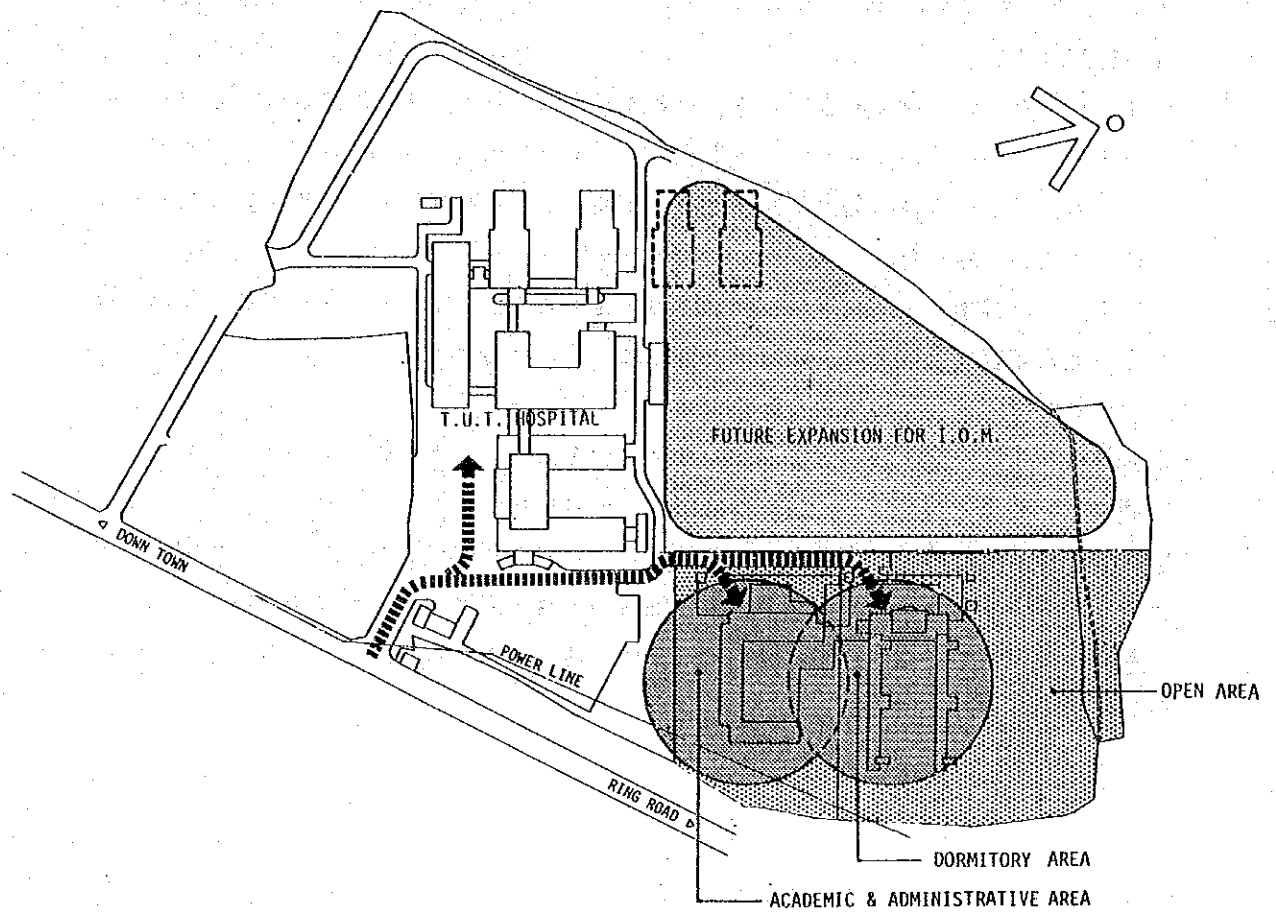 T.U.T. HOSPITAL
FUTURE EXPANSION FOR I.O.M.
DOWN TOWN
POWER LINE
OPEN AREA
RING ROAD
DORMITORY AREA
ACADEMIC & ADMINISTRATIVE AREA